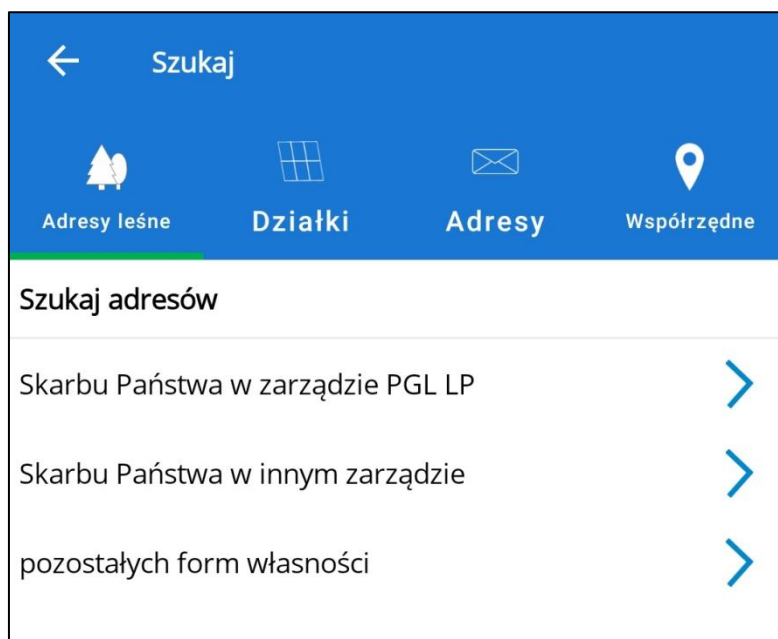 Szukaj
Adresy leśne
Działki
Adresy
Współrzędne
Szukaj adresów
Skarbu Państwa w zarządzie PGL LP
Skarbu Państwa w innym zarządzie
pozostałych form własności